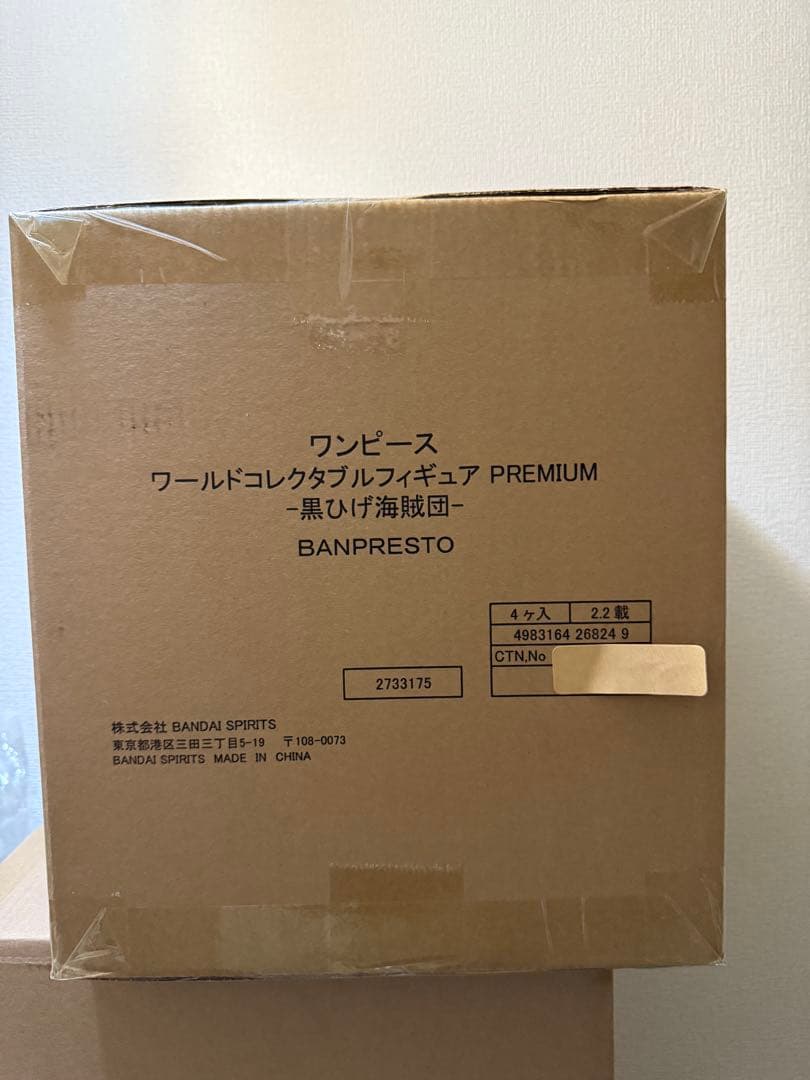 ワンピース
ワールドコレクタブルフィギュア PREMIUM
-黒ひげ海賊団-
BANPRESTO
4ヶ入 2.2載
4983164 26824 9
CTN,No
2733175
株式会社 BANDAI SPIRITS
東京都港区三田三丁目5-19 〒108-0073
BANDAI SPIRITS MADE IN CHINA